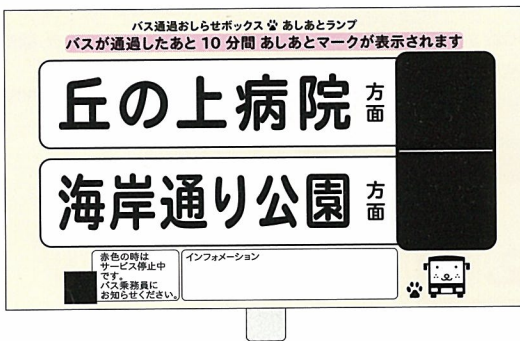 バス通過おしらせボックス 🐾 あしあとランプ
バスが通過したあと 10 分間 あしあとマークが表示されます
丘の上病院 方面
海岸通り公園 方面
赤色の時は
サービス停止中
です。
バス乗務員に
お知らせください。
インフォメーション